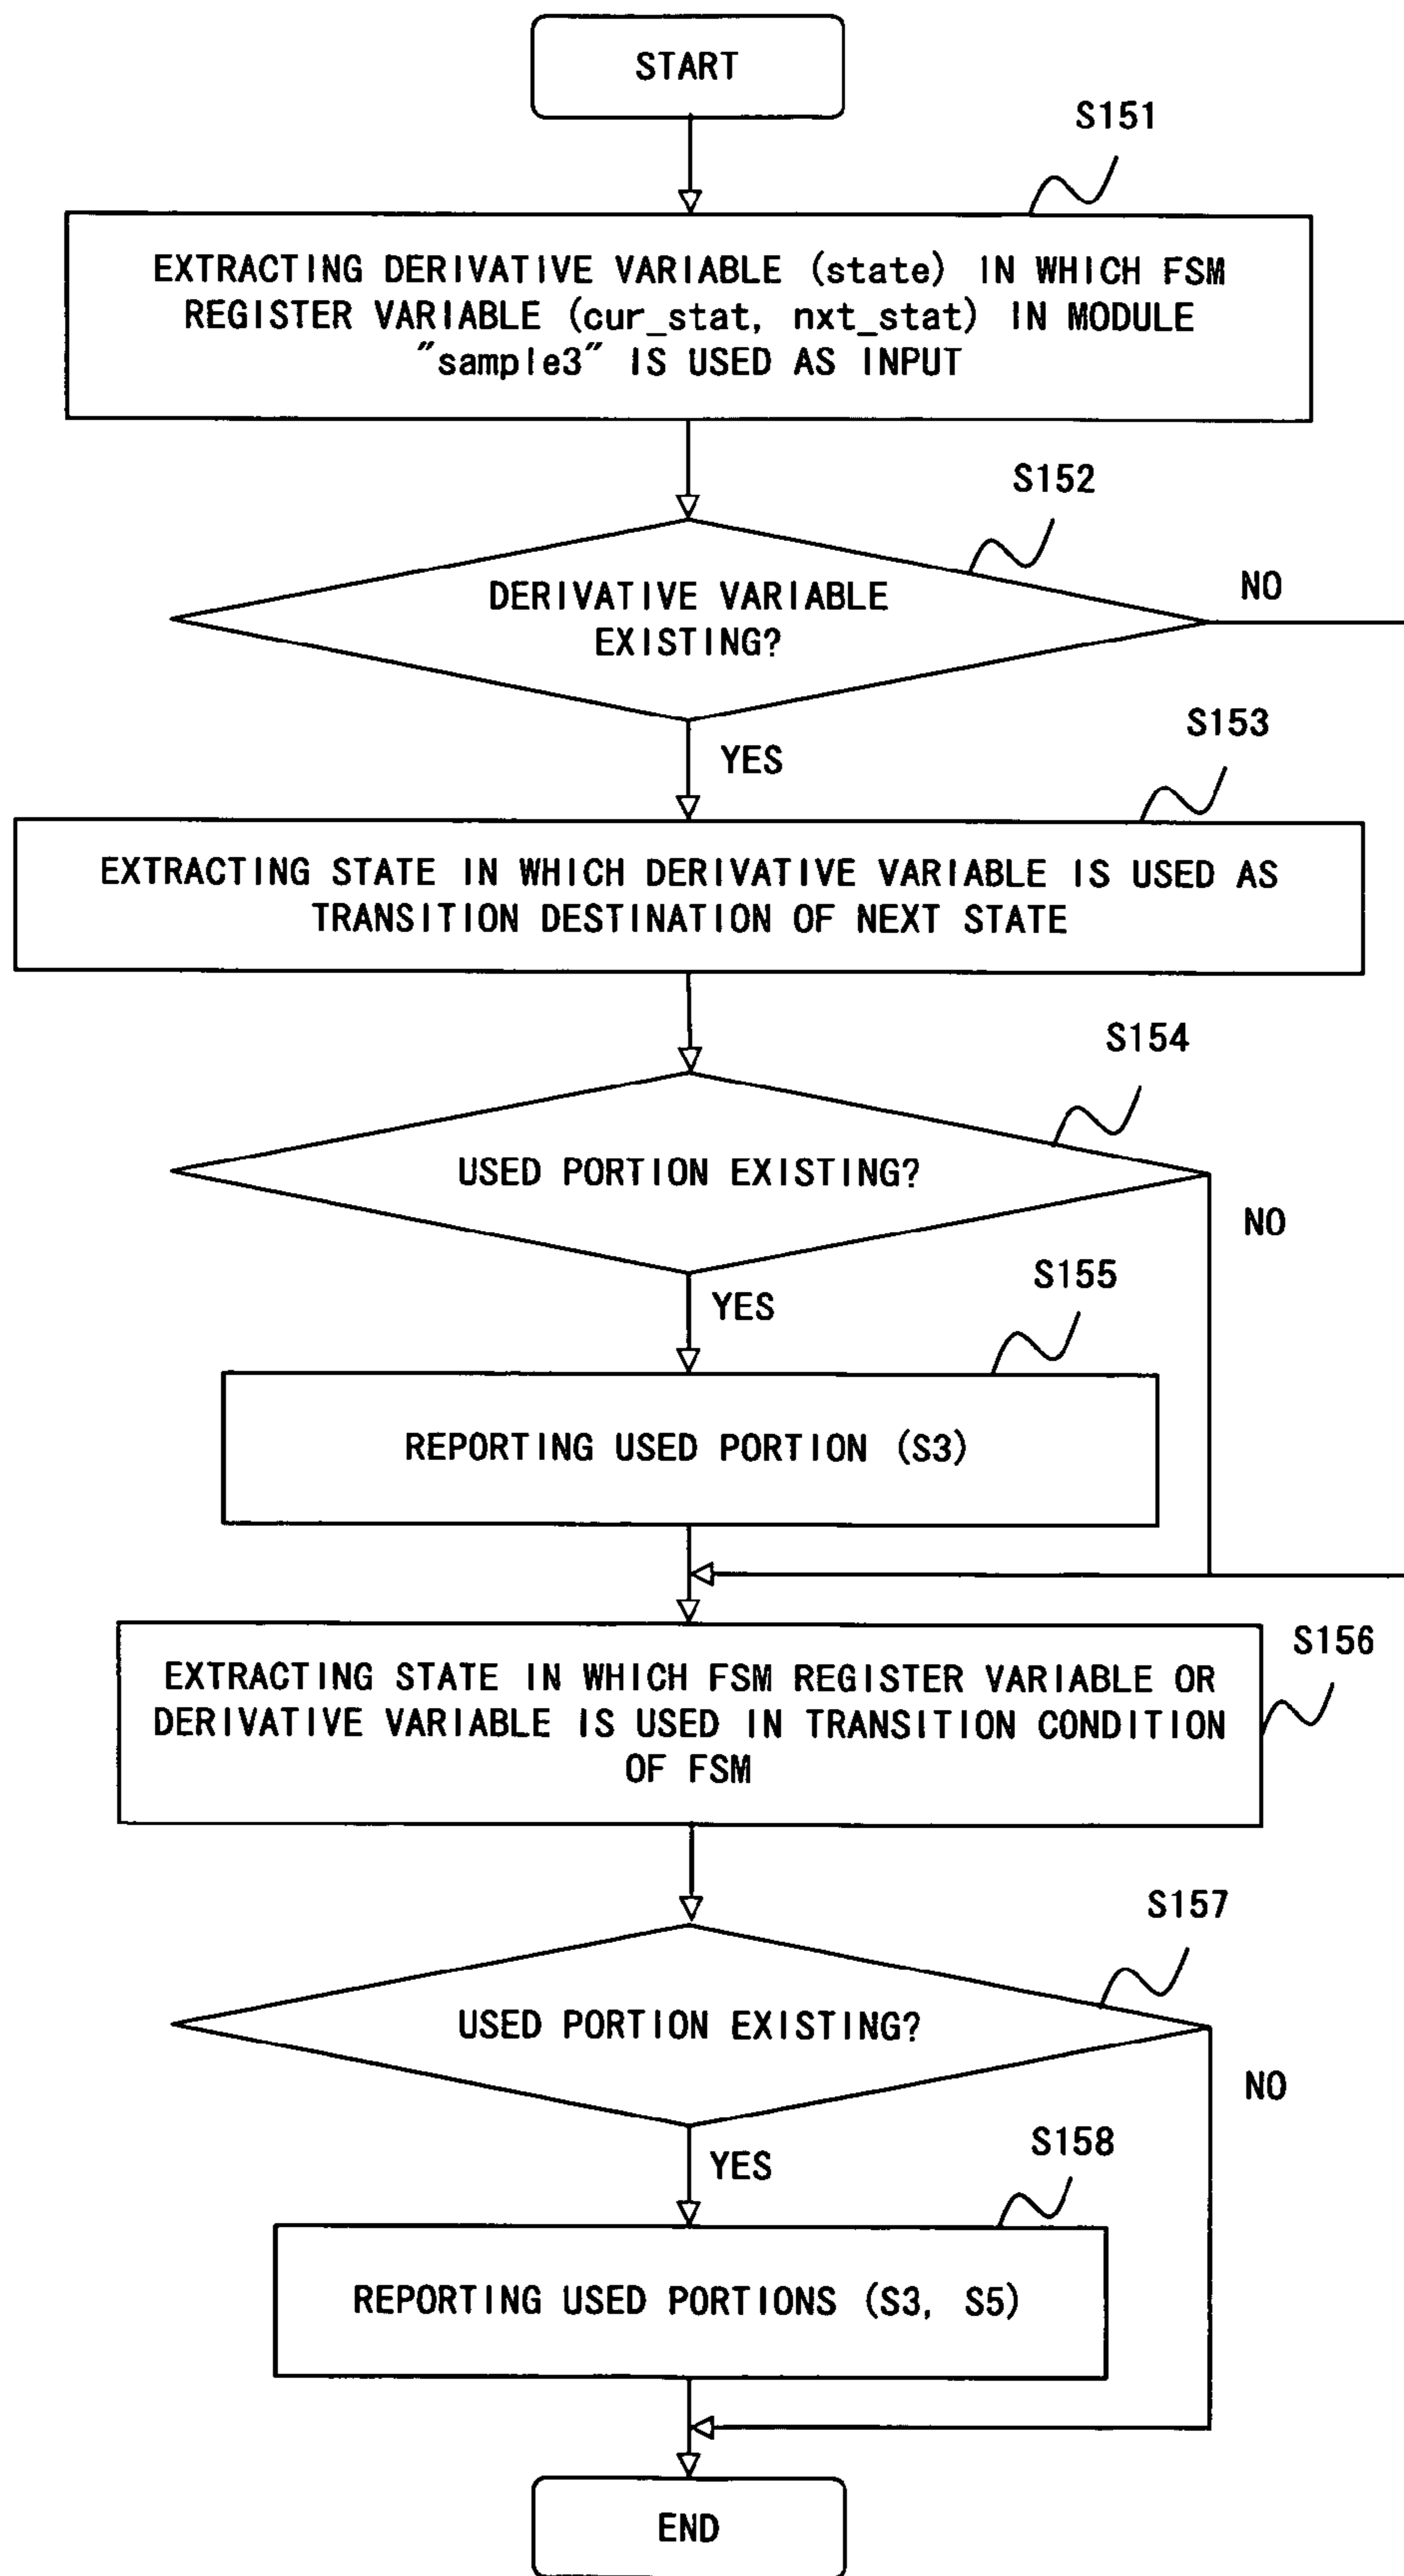 START
S151
EXTRACTING DERIVATIVE VARIABLE (state) IN WHICH FSM
REGISTER VARIABLE (cur_stat, nxt_stat) IN MODULE
"sample3" IS USED AS INPUT
S152
DERIVATIVE VARIABLE
EXISTING?
NO
YES
S153
EXTRACTING STATE IN WHICH DERIVATIVE VARIABLE IS USED AS
TRANSITION DESTINATION OF NEXT STATE
S154
USED PORTION EXISTING?
NO
YES
S155
REPORTING USED PORTION (S3)
S156
EXTRACTING STATE IN WHICH FSM REGISTER VARIABLE OR
DERIVATIVE VARIABLE IS USED IN TRANSITION CONDITION
OF FSM
S157
USED PORTION EXISTING?
NO
YES
S158
REPORTING USED PORTIONS (S3, S5)
END